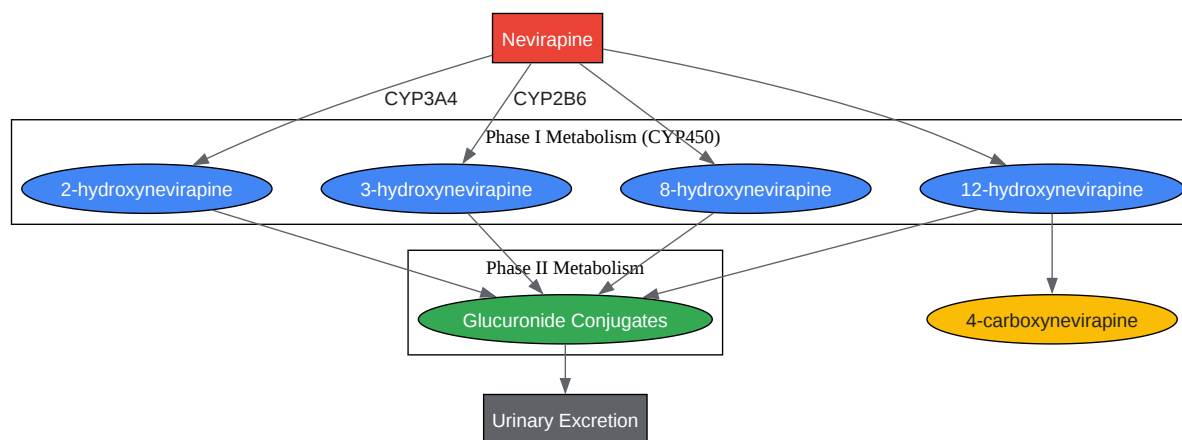 Nevirapine
CYP3A4
CYP2B6
Phase I Metabolism (CYP450)
2-hydroxynevirapine
3-hydroxynevirapine
8-hydroxynevirapine
12-hydroxynevirapine
Phase II Metabolism
Glucuronide Conjugates
4-carboxynevirapine
Urinary Excretion